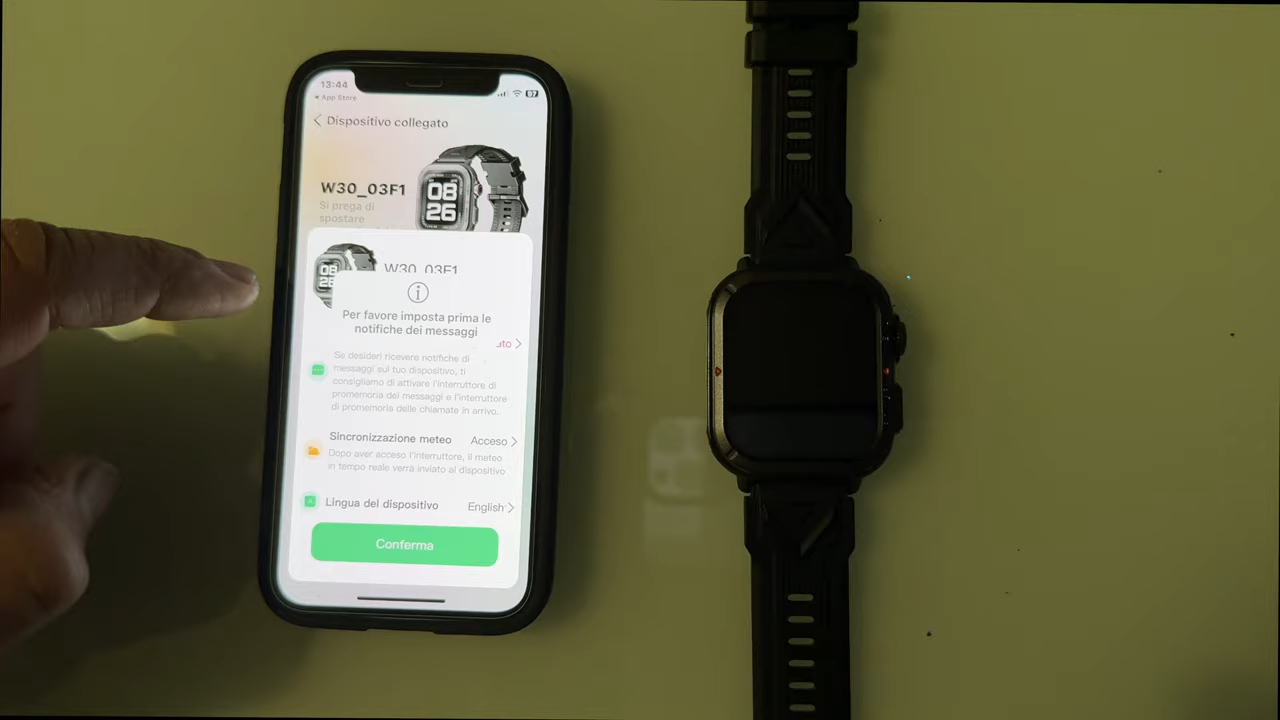 13:44
App Store
97
Dispositivo collegato
W30_03F1
Si prega di
spostare
08
26
W30_03F1
08
Per favore imposta prima le
notifiche dei messaggi
ato
Se desideri ricevere notifiche di
messaggi sul tuo dispositivo, ti
consigliamo di attivare l'interruttore di
promemoria dei messaggi e l'interruttore
di promemoria delle chiamate in arrivo.
Sincronizzazione meteo Acceso
Dopo aver acceso l'interruttore, il meteo
in tempo reale verrà inviato al dispositivo
Lingua del dispositivo English
Conferma